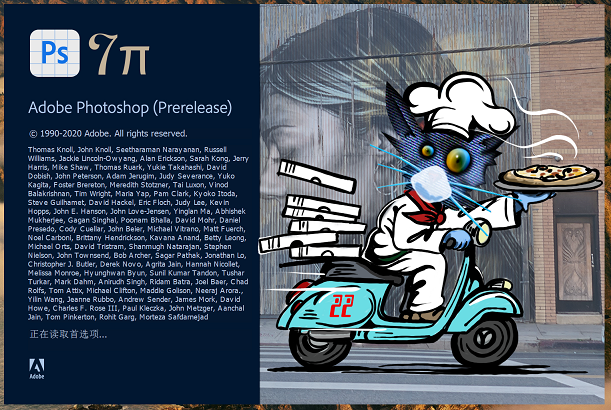 Ps 7π
Adobe Photoshop (Prerelease)
© 1990-2020 Adobe. All rights reserved.
Thomas Knoll, John Knoll, Seetharaman Narayanan, Russell
Williams, Jackie Lincoln-Owyang, Alan Erickson, Sarah Kong, Jerry
Harris, Mike Shaw, Thomas Ruark, Yukie Takahashi, David
Dobish, John Peterson, Adam Jerugim, Judy Severance, Yuko
Kagita, Foster Brereton, Meredith Stotzner, Tai Luxon, Vinod
Balakrishnan, Tim Wright, Maria Yap, Pam Clark, Kyoko Itoda,
Steve Guilhamet, David Hackel, Eric Floch, Judy Lee, Kevin
Hopps, John E. Hanson, John Love-Jensen, Yinglan Ma, Abhishek
Mukherjee, Gagan Singhal, Poonam Bhalla, David Mohr, Daniel
Presedo, Cody Cuellar, John Beier, Michael Vitrano, Matt Fuerch,
Noel Carboni, Brittany Hendrickson, Kavana Anand, Betty Leong,
Michael Orts, David Tristram, Shanmugh Natarajan, Stephen
Nielson, John Townsend, Bob Archer, Sagar Pathak, Jonathan Lo,
Christopher J. Butler, Derek Novo, Agrita Jain, Hannah Nicollet,
Melissa Monroe, Hyunghwan Byun, Sunil Kumar Tandon, Tushar
Turkar, Mark Dahm, Anirudh Singh, Ridam Batra, Joel Baer, Chad
Rolfs, Tom Attix, Michael Clifton, Maddie Golison, Neeraj Arora.,
Yilin Wang, Jeanne Rubbo, Andrew Sender, James Mork, David
Howe, Charles F. Rose III, Paul Kleczka, John Metzger, Aanchal
Jain, Tom Pinkerton, Rohit Garg, Morteza Safdarnejad
正在读取首选项...
Adobe
22